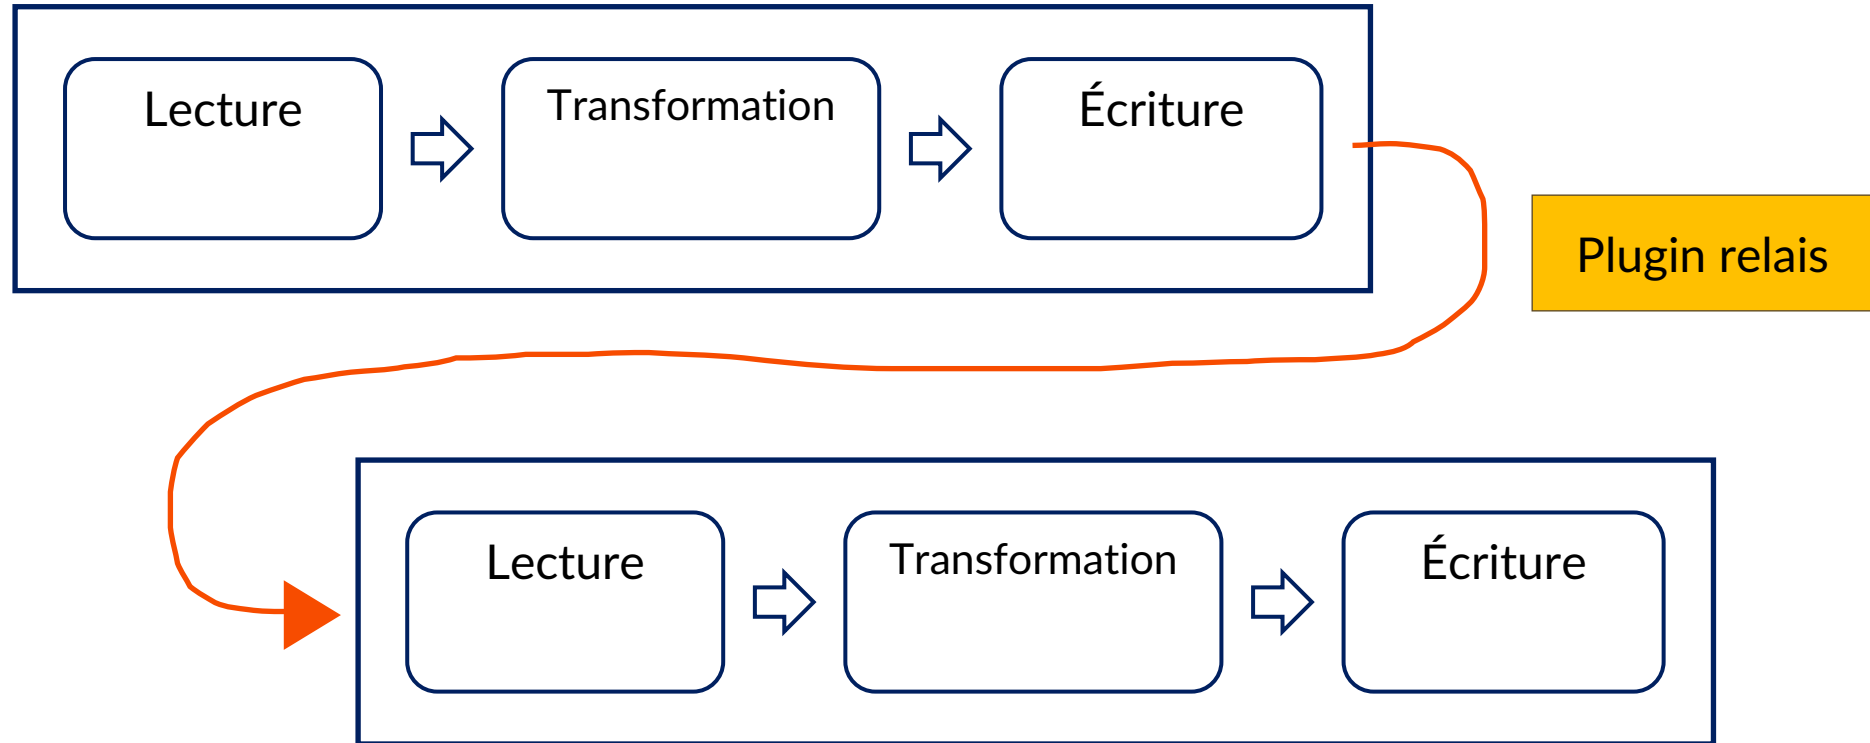 Lecture
Transformation
Écriture
Plugin relais
Lecture
Transformation
Écriture